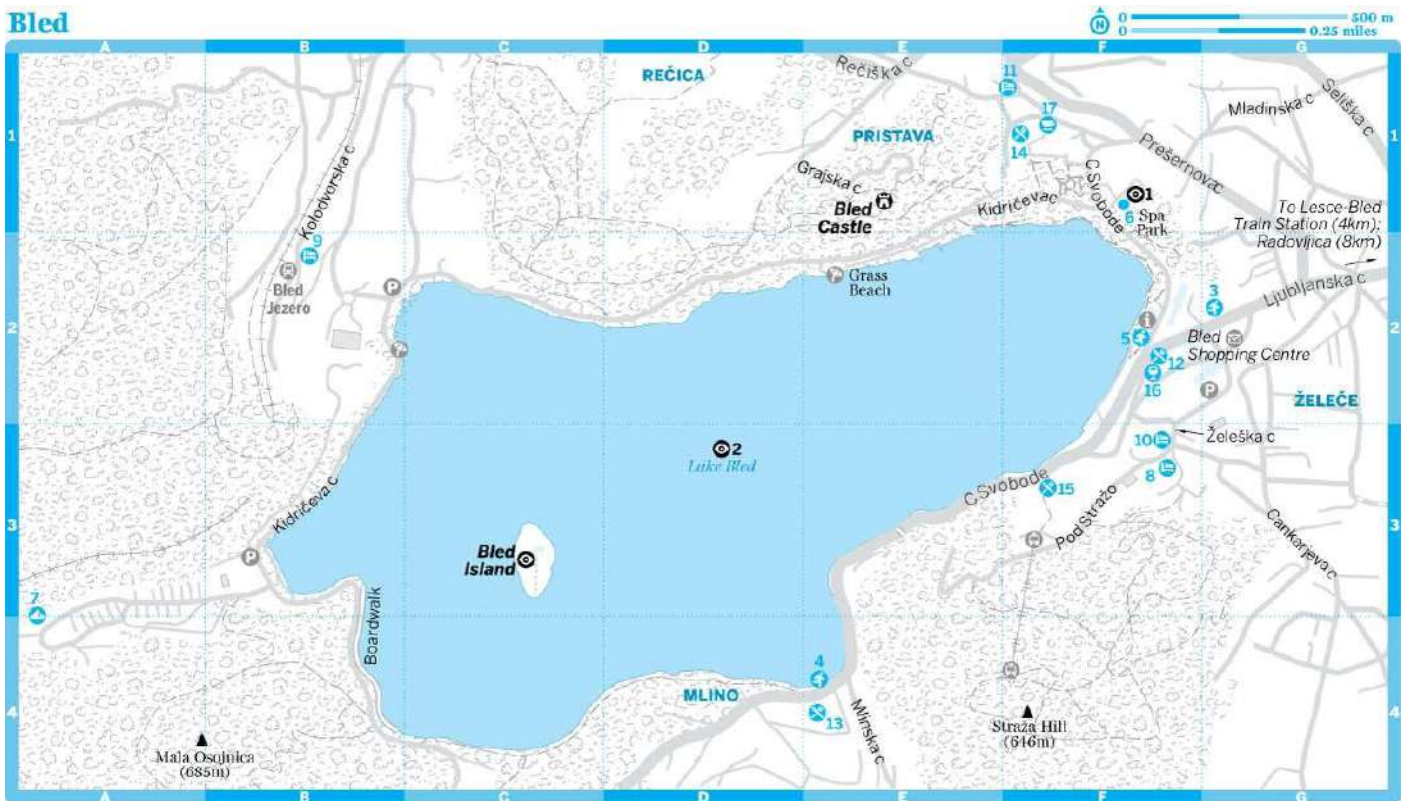 Bled
N
0
500 m
0
0.25 miles
A
B
C
D
E
F
G
REČICA
Rečiška c
11
Seliška c
Mladinska c
17
1
PRISTAVA
14
1
Prešernova c
Grajska c
C Svobode
Bled
Castle
Kidričeva c
1
6
Spa
Park
To Lesce-Bled
Train Station (4km);
Radovljica (8km)
Kolodvorska c
9
Bled
Jezero
P
Grass
Beach
3
Ljubljanska c
2
2
i
5
Bled
Shopping Centre
12
16
P
ŽELEČE
2
Lake Bled
10
Želeška c
8
C Svobode
15
Pod Stražo
3
3
Kidričeva c
Cankarjeva c
P
Bled
Island
7
Boardwalk
4
MLINO
13
Mlinska c
4
4
Straža Hill
(646m)
Mala Osojnica
(685m)
A
B
C
D
E
F
G